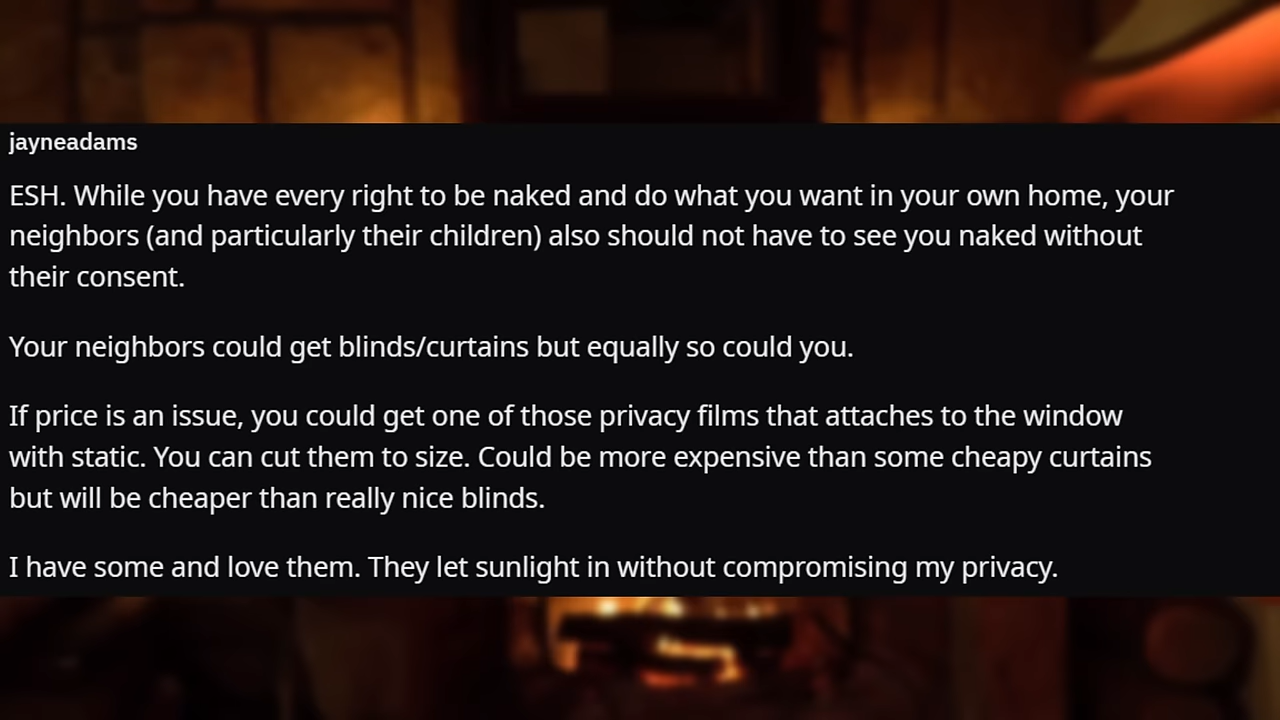 jayneadams
ESH. While you have every right to be naked and do what you want in your own home, your
neighbors (and particularly their children) also should not have to see you naked without
their consent.
Your neighbors could get blinds/curtains but equally so could you.
If price is an issue, you could get one of those privacy films that attaches to the window
with static. You can cut them to size. Could be more expensive than some cheapy curtains
but will be cheaper than really nice blinds.
I have some and love them. They let sunlight in without compromising my privacy.